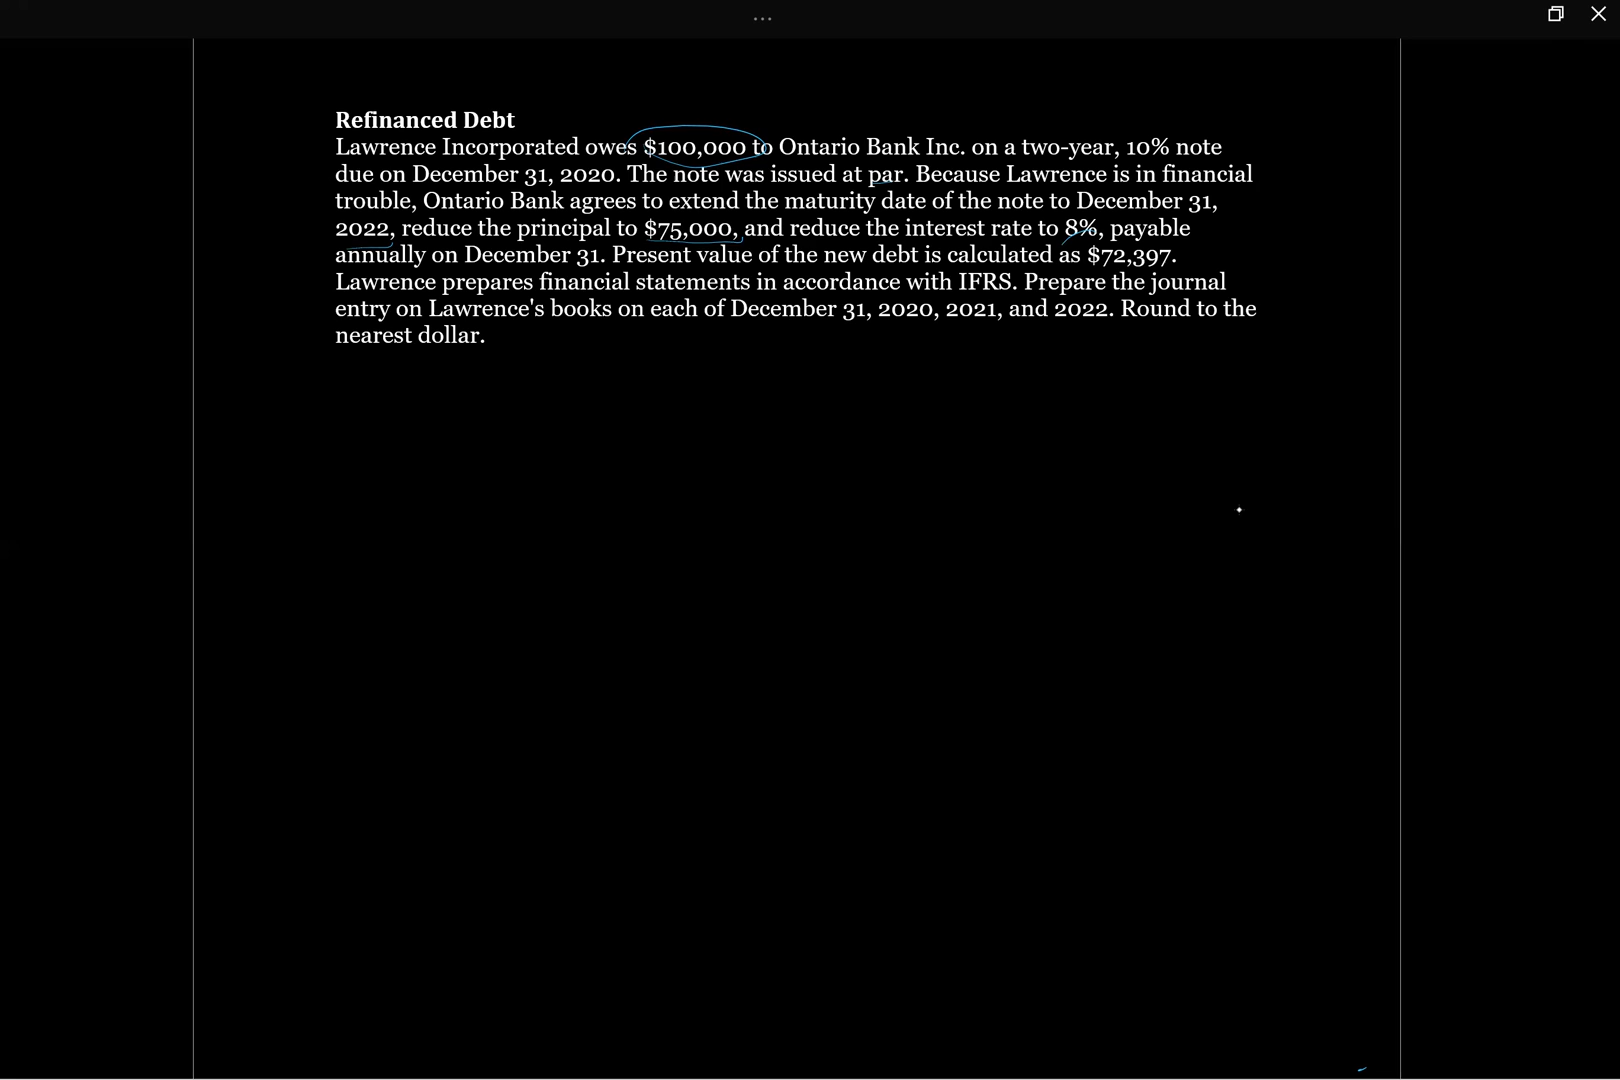 Refinanced Debt
Lawrence Incorporated owes $100,000 to Ontario Bank Inc. on a two-year, 10% note
due on December 31, 2020. The note was issued at par. Because Lawrence is in financial
trouble, Ontario Bank agrees to extend the maturity date of the note to December 31,
2022, reduce the principal to $75,000, and reduce the interest rate to 8%, payable
annually on December 31. Present value of the new debt is calculated as $72,397.
Lawrence prepares financial statements in accordance with IFRS. Prepare the journal
entry on Lawrence's books on each of December 31, 2020, 2021, and 2022. Round to the
nearest dollar.